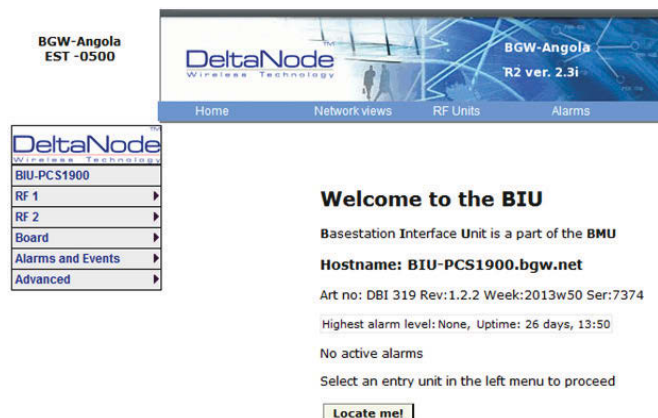 BGW-Angola
EST -0500
DeltaNode™
Wireless Technology
BGW-Angola
R2 ver. 2.3i
Home Network views RF Units Alarms
DeltaNode™
Wireless Technology
BIU-PCS1900
RF 1
RF 2
Board
Alarms and Events
Advanced
Welcome to the BIU
Basestation Interface Unit is a part of the BMU
Hostname: BIU-PCS1900.bgw.net
Art no: DBI 319 Rev:1.2.2 Week:2013w50 Ser:7374
Highest alarm level: None, Uptime: 26 days, 13:50
No active alarms
Select an entry unit in the left menu to proceed
Locate me!